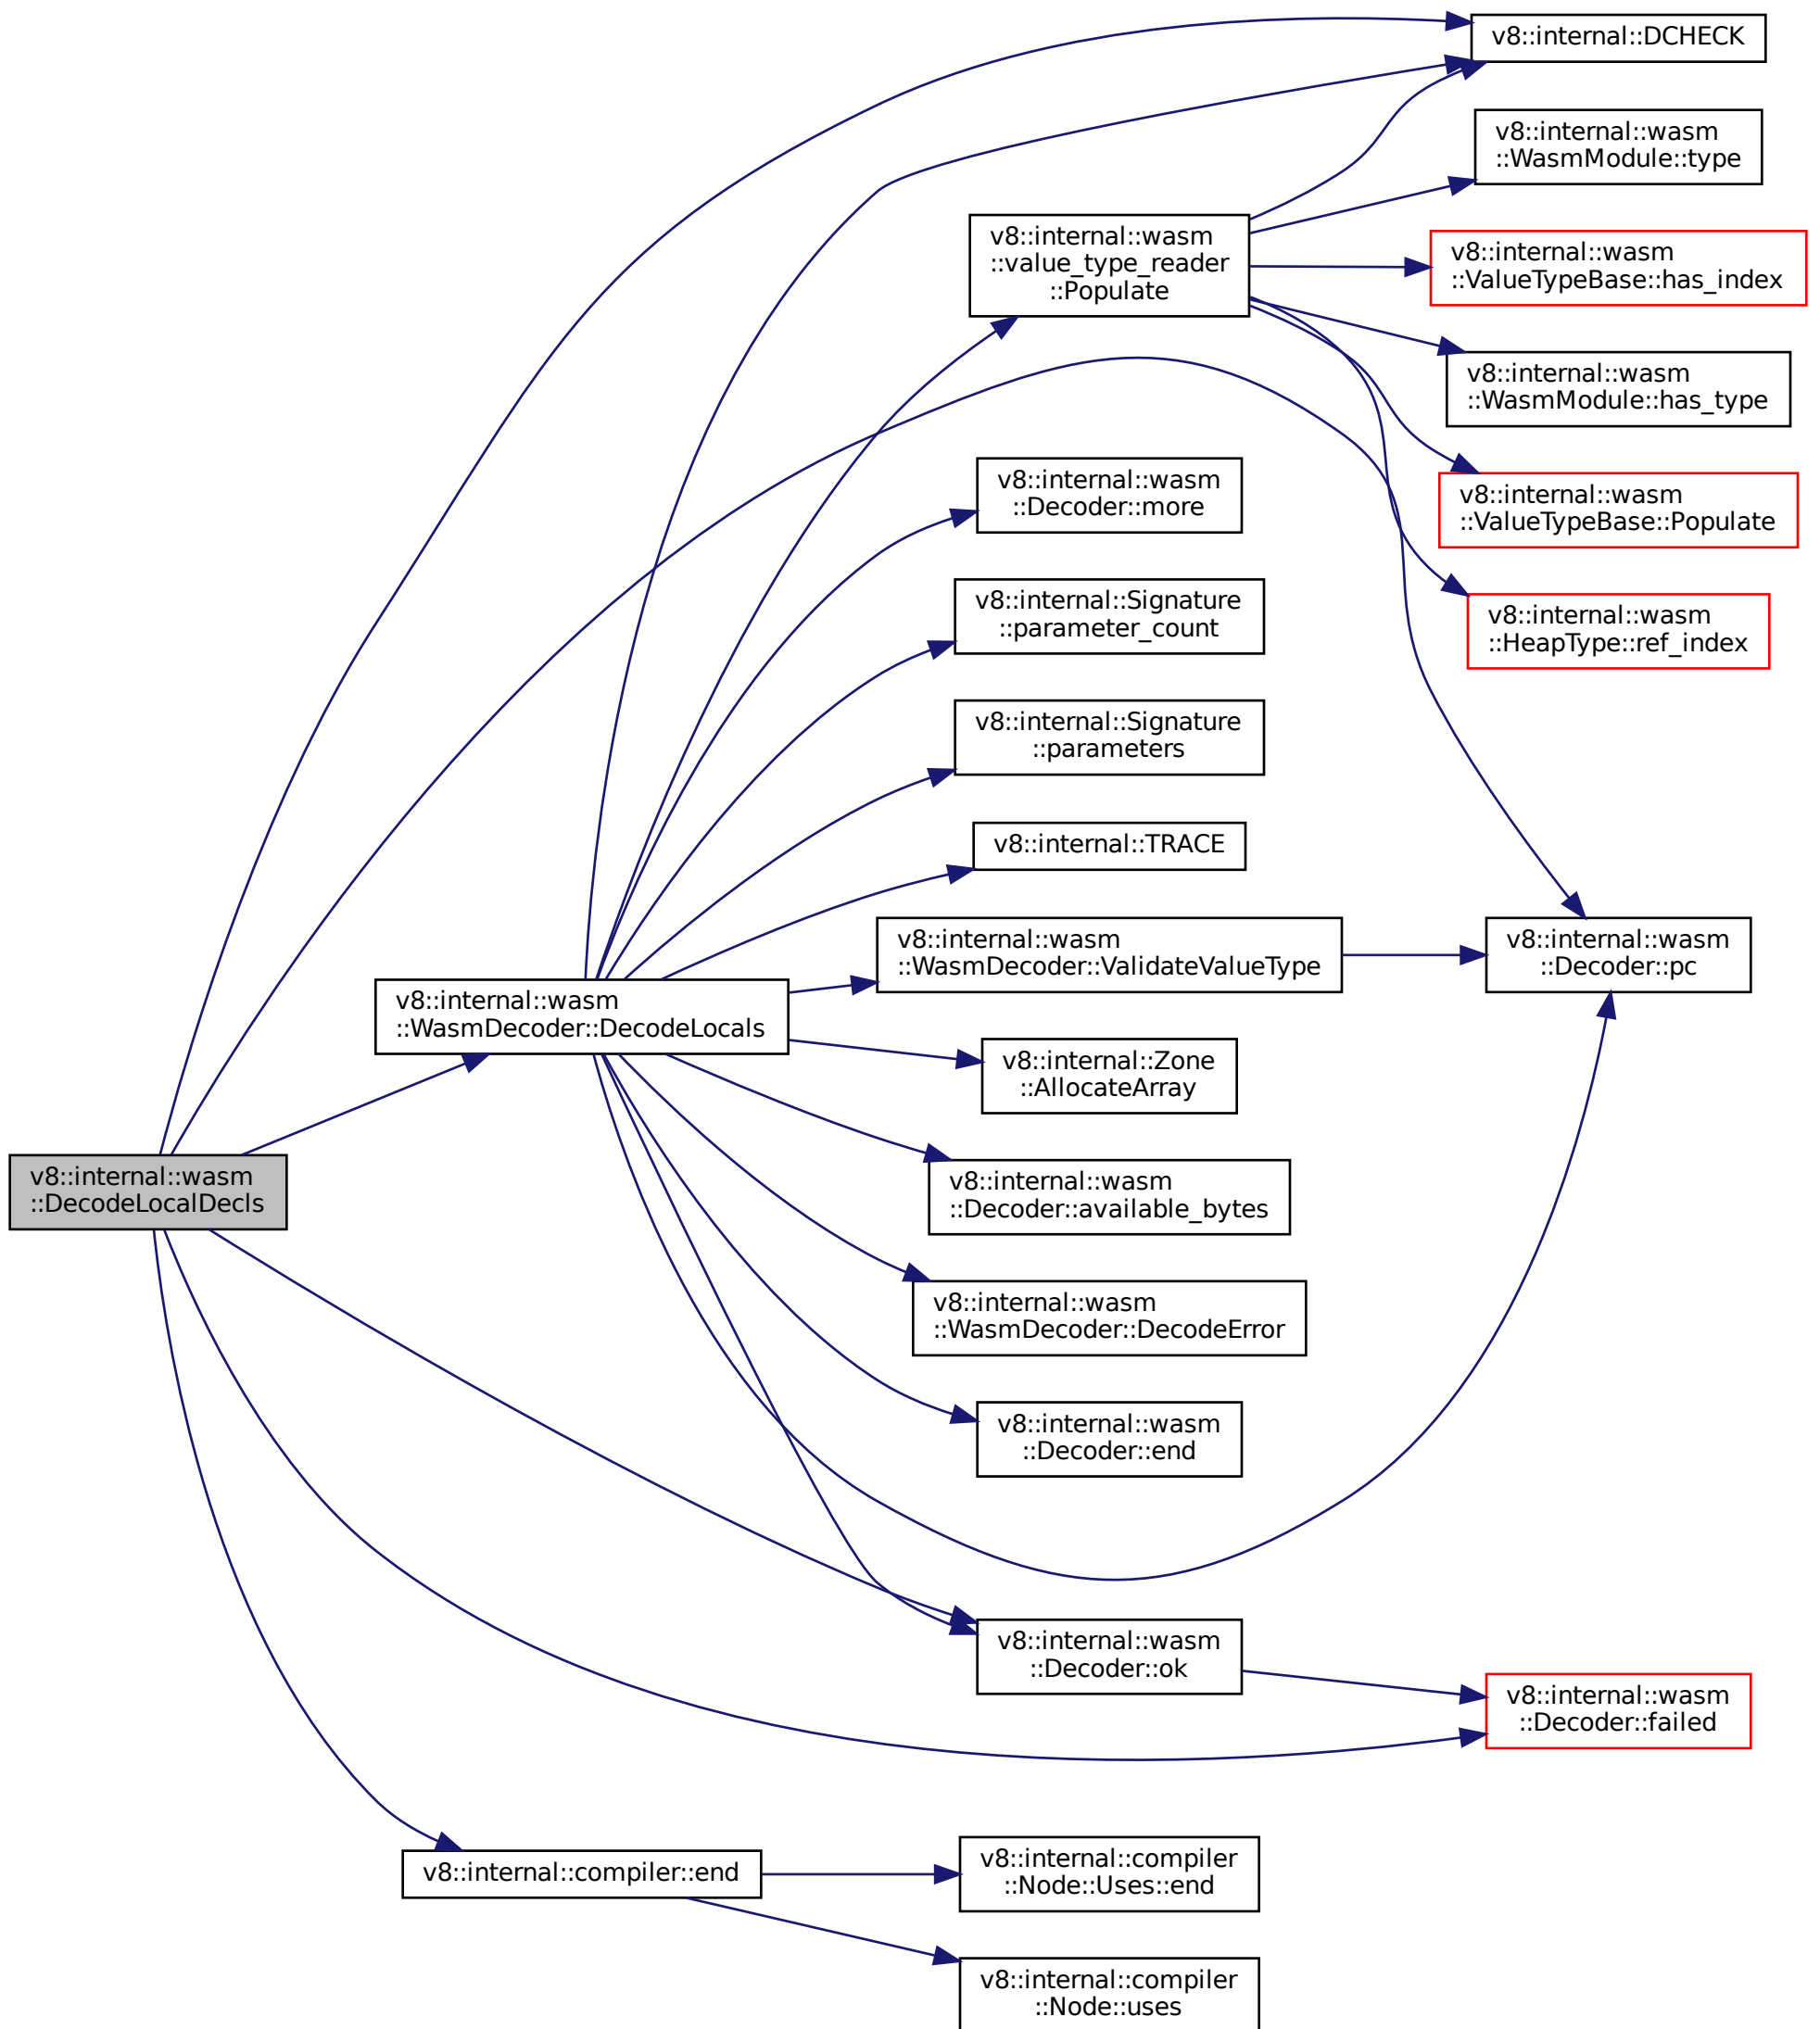 v8::internal::DCHECK
v8::internal::wasm
::WasmModule::type
v8::internal::wasm
::value_type_reader
::Populate
v8::internal::wasm
::ValueTypeBase::has_index
v8::internal::wasm
::WasmModule::has_type
v8::internal::wasm
::Decoder::more
v8::internal::wasm
::ValueTypeBase::Populate
v8::internal::Signature
::parameter_count
v8::internal::wasm
::HeapType::ref_index
v8::internal::Signature
::parameters
v8::internal::TRACE
v8::internal::wasm
::WasmDecoder::ValidateValueType
v8::internal::wasm
::Decoder::pc
v8::internal::wasm
::WasmDecoder::DecodeLocals
v8::internal::Zone
::AllocateArray
v8::internal::wasm
::DecodeLocalDecls
v8::internal::wasm
::Decoder::available_bytes
v8::internal::wasm
::WasmDecoder::DecodeError
v8::internal::wasm
::Decoder::end
v8::internal::wasm
::Decoder::ok
v8::internal::wasm
::Decoder::failed
v8::internal::compiler::end
v8::internal::compiler
::Node::Uses::end
v8::internal::compiler
::Node::uses